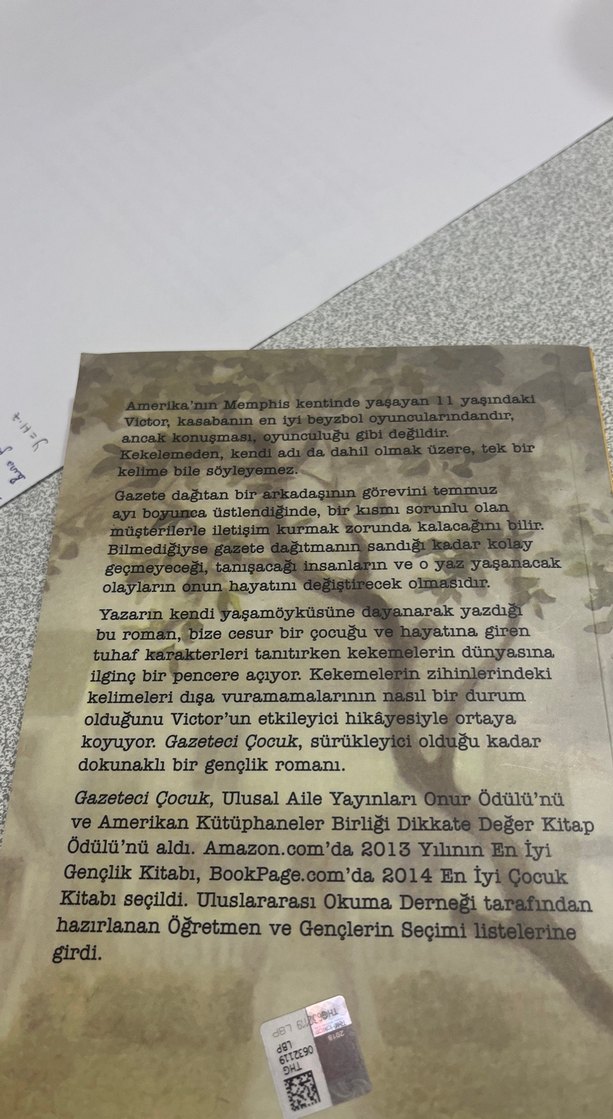 Amerika'nın Memphis kentinde yaşayan 11 yaşındaki
Victor, kasabanın en iyi beyzbol oyuncularındandır,
ancak konuşması, oyunculuğu gibi değildir.
Kekelemeden, kendi adı da dahil olmak üzere, tek bir
kelime bile söyleyemez.
Gazete dağıtan bir arkadaşının görevini temmuz
ayı boyunca üstlendiğinde, bir kısmı sorunlu olan
müşterilerle iletişim kurmak zorunda kalacağını bilir.
Bilmediğiyse gazete dağıtmanın sandığı kadar kolay
geçmeyeceği, tanışacağı insanların ve o yaz yaşanacak
olayların onun hayatını değiştirecek olmasıdır.
Yazarın kendi yaşamöyküsüne dayanarak yazdığı
bu roman, bize cesur bir çocuğu ve hayatına giren
tuhaf karakterleri tanıtırken kekemelerin dünyasına
ilginç bir pencere açıyor. Kekemelerin zihinlerindeki
kelimeleri dışa vuramamalarının nasıl bir durum
olduğunu Victor'un etkileyici hikâyesiyle ortaya
koyuyor. Gazeteci Çocuk, sürükleyici olduğu kadar
dokunaklı bir gençlik romanı.
Gazeteci Çocuk, Ulusal Aile Yayınları Onur Ödülü'nü
ve Amerikan Kütüphaneler Birliği Dikkate Değer Kitap
Ödülü'nü aldı. Amazon.com'da 2013 Yılının En İyi
Gençlik Kitabı, BookPage.com'da 2014 En İyi Çocuk
Kitabı seçildi. Uluslararası Okuma Derneği tarafından
hazırlanan Öğretmen ve Gençlerin Seçimi listelerine
girdi.
THG
0632119
LBP
2018